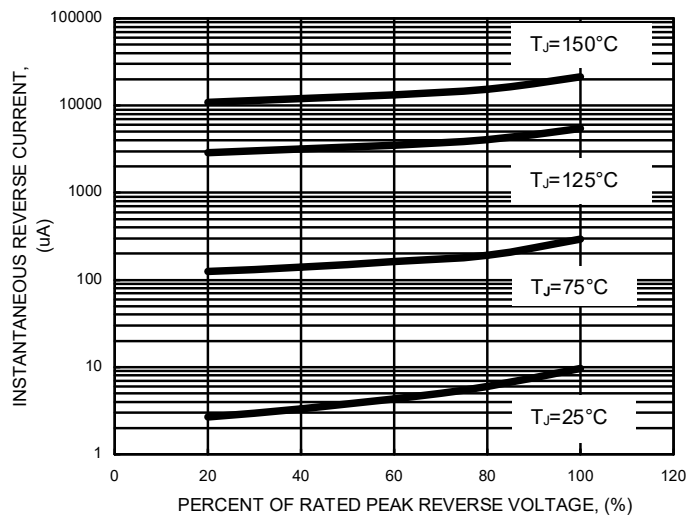 INSTANTANEOUS REVERSE CURRENT,
(uA)
100000
10000
1000
100
10
1
TJ=150°C
TJ=125°C
TJ=75°C
TJ=25°C
0
20
40
60
80
100
120
PERCENT OF RATED PEAK REVERSE VOLTAGE, (%)